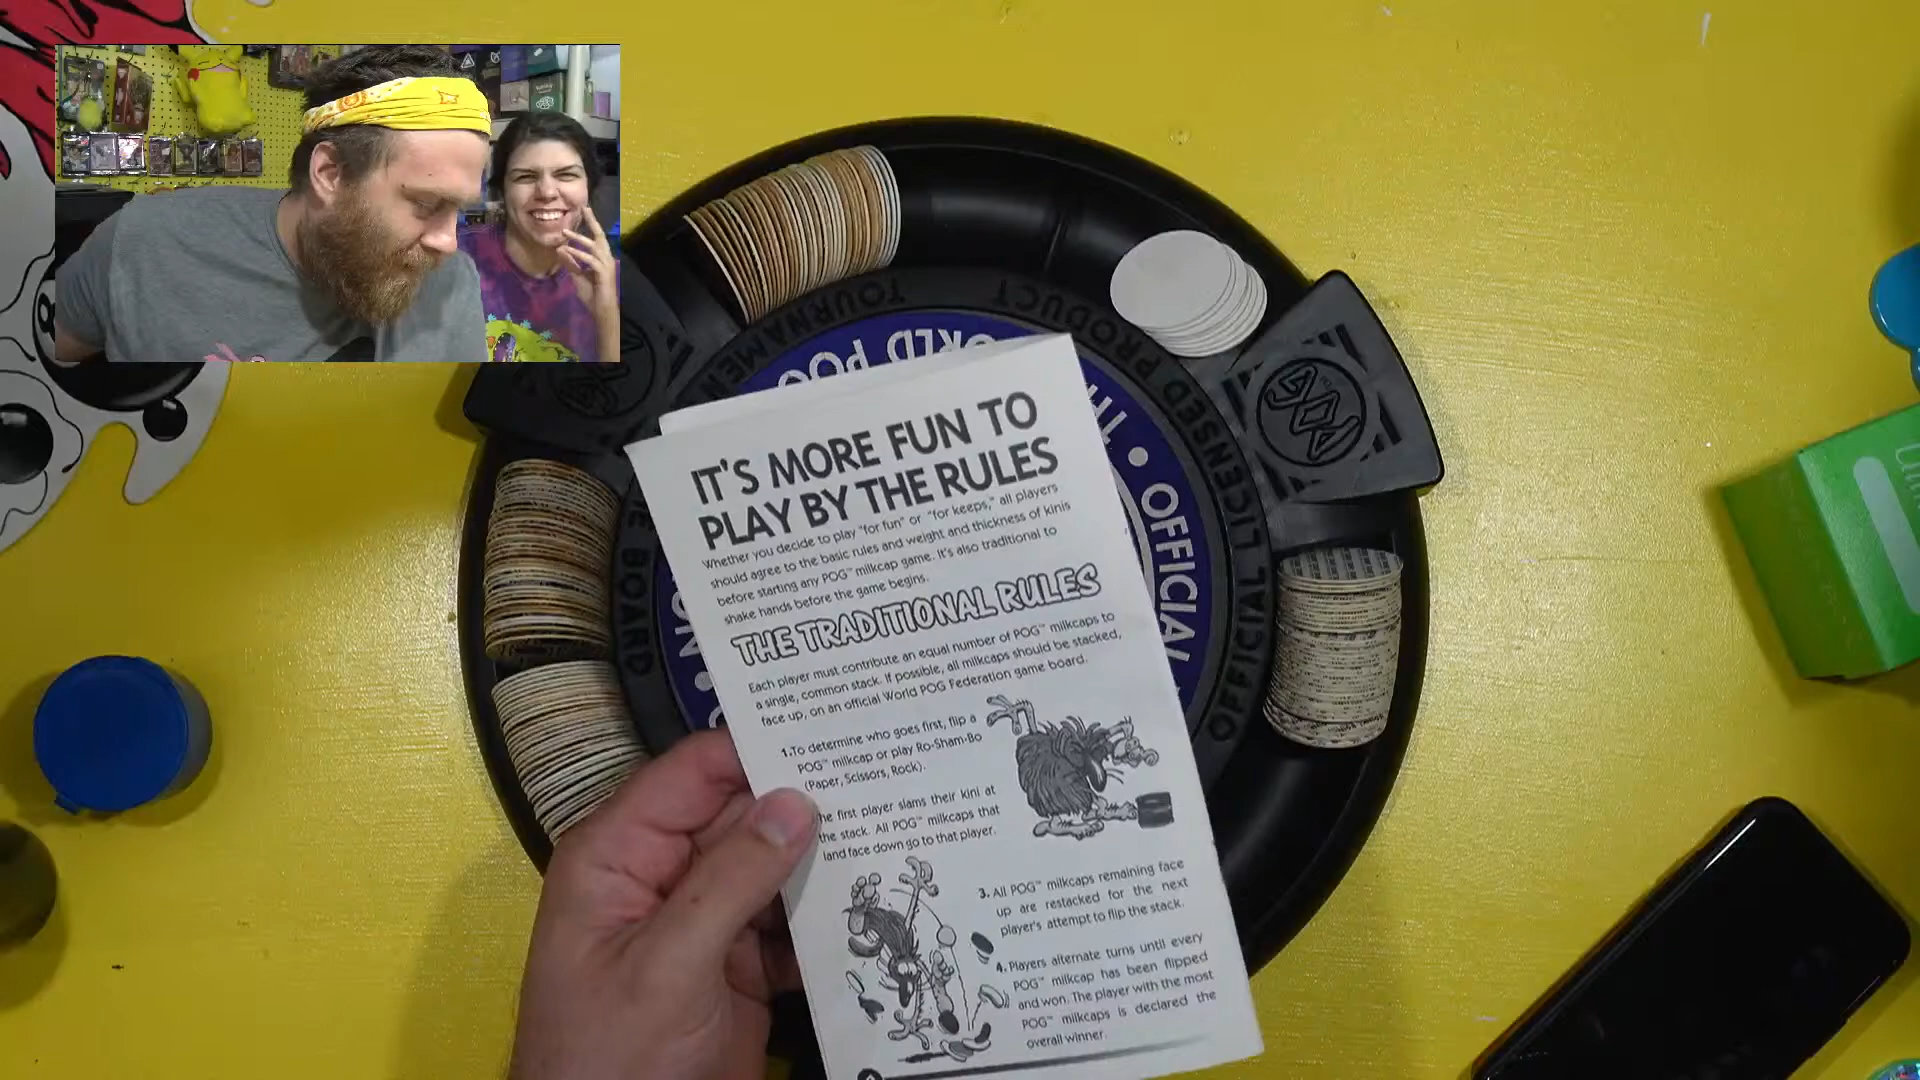 IT'S MORE FUN TO
PLAY BY THE RULES
Whether you decide to play "for fun" or "for keeps," all players
should agree to the basic rules and weight and thickness of kinis
before starting any POG™ milkcap game. It's also traditional to
shake hands before the game begins.
THE TRADITIONAL RULES
Each player must contribute an equal number of POG™ milkcaps to
a single, common stack. If possible, all milkcaps should be stacked,
face up, on an official World POG Federation game board.
1.To determine who goes first, flip a
POG™ milkcap or play Ro-Sham-Bo
(Paper, Scissors, Rock).
first player slams their kini at
the stack. All POG™ milkcaps that
land face down go to that player.
3. All POG™ milkcaps remaining face
up are restacked for the next
player's attempt to flip the stack.
4. Players alternate turns until every
POG™ milkcap has been flipped
and won. The player with the most
POG™ milkcaps is declared the
overall winner.
OFFICIAL LICENSED PRODUCT
OFFICIAL
BOARD
POG